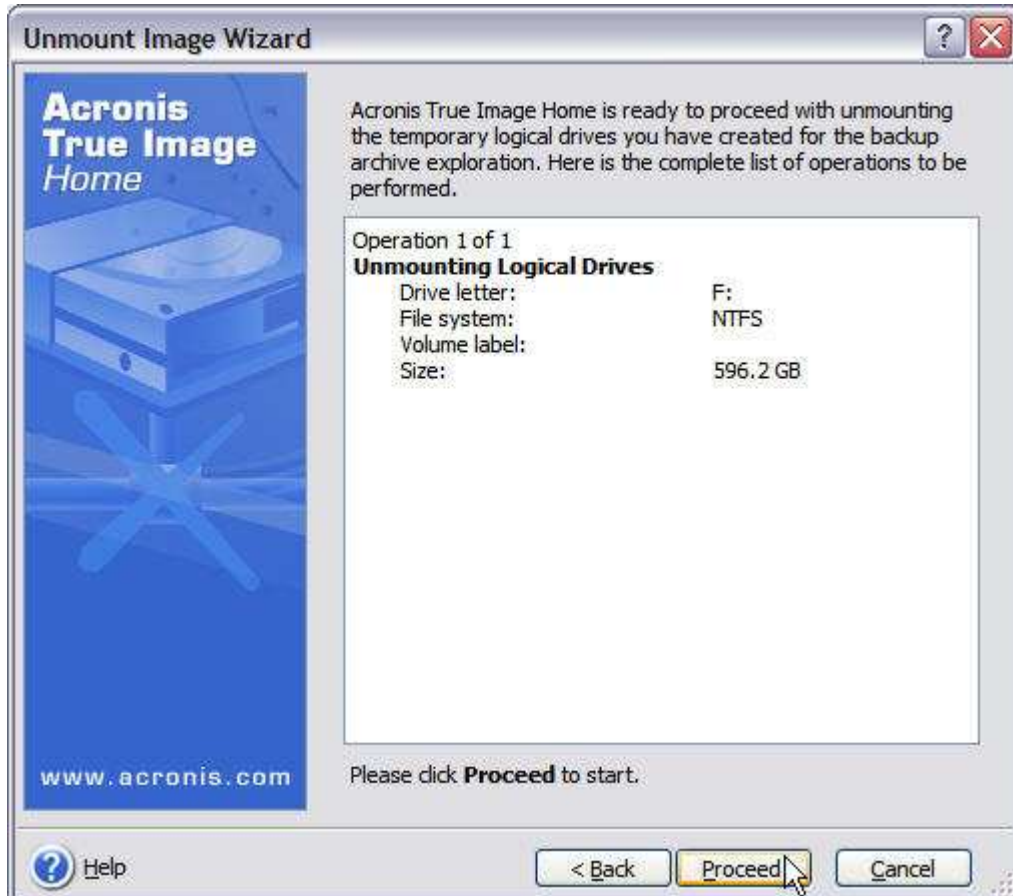 Unmount Image Wizard
?
Acronis
True Image
Home
Acronis True Image Home is ready to proceed with unmounting
the temporary logical drives you have created for the backup
archive exploration. Here is the complete list of operations to be
performed.
Operation 1 of 1
Unmounting Logical Drives
Drive letter: F:
File system: NTFS
Volume label:
Size: 596.2 GB
www.acronis.com
Please click Proceed to start.
? Help
< Back
Proceed
Cancel